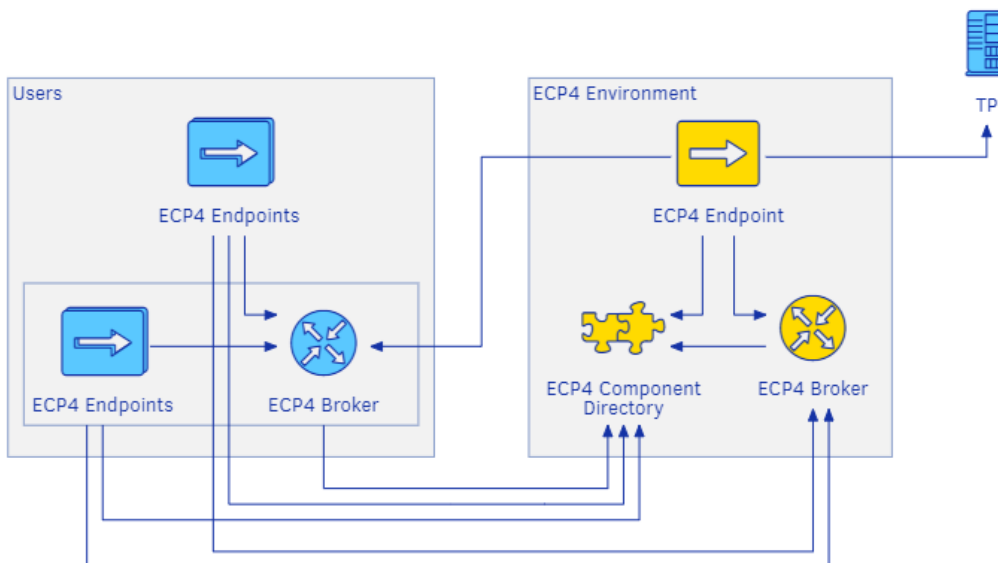 TP
Users
ECP4 Environment
ECP4 Endpoints
ECP4 Endpoint
ECP4 Endpoints
ECP4 Broker
ECP4 Component
Directory
ECP4 Broker